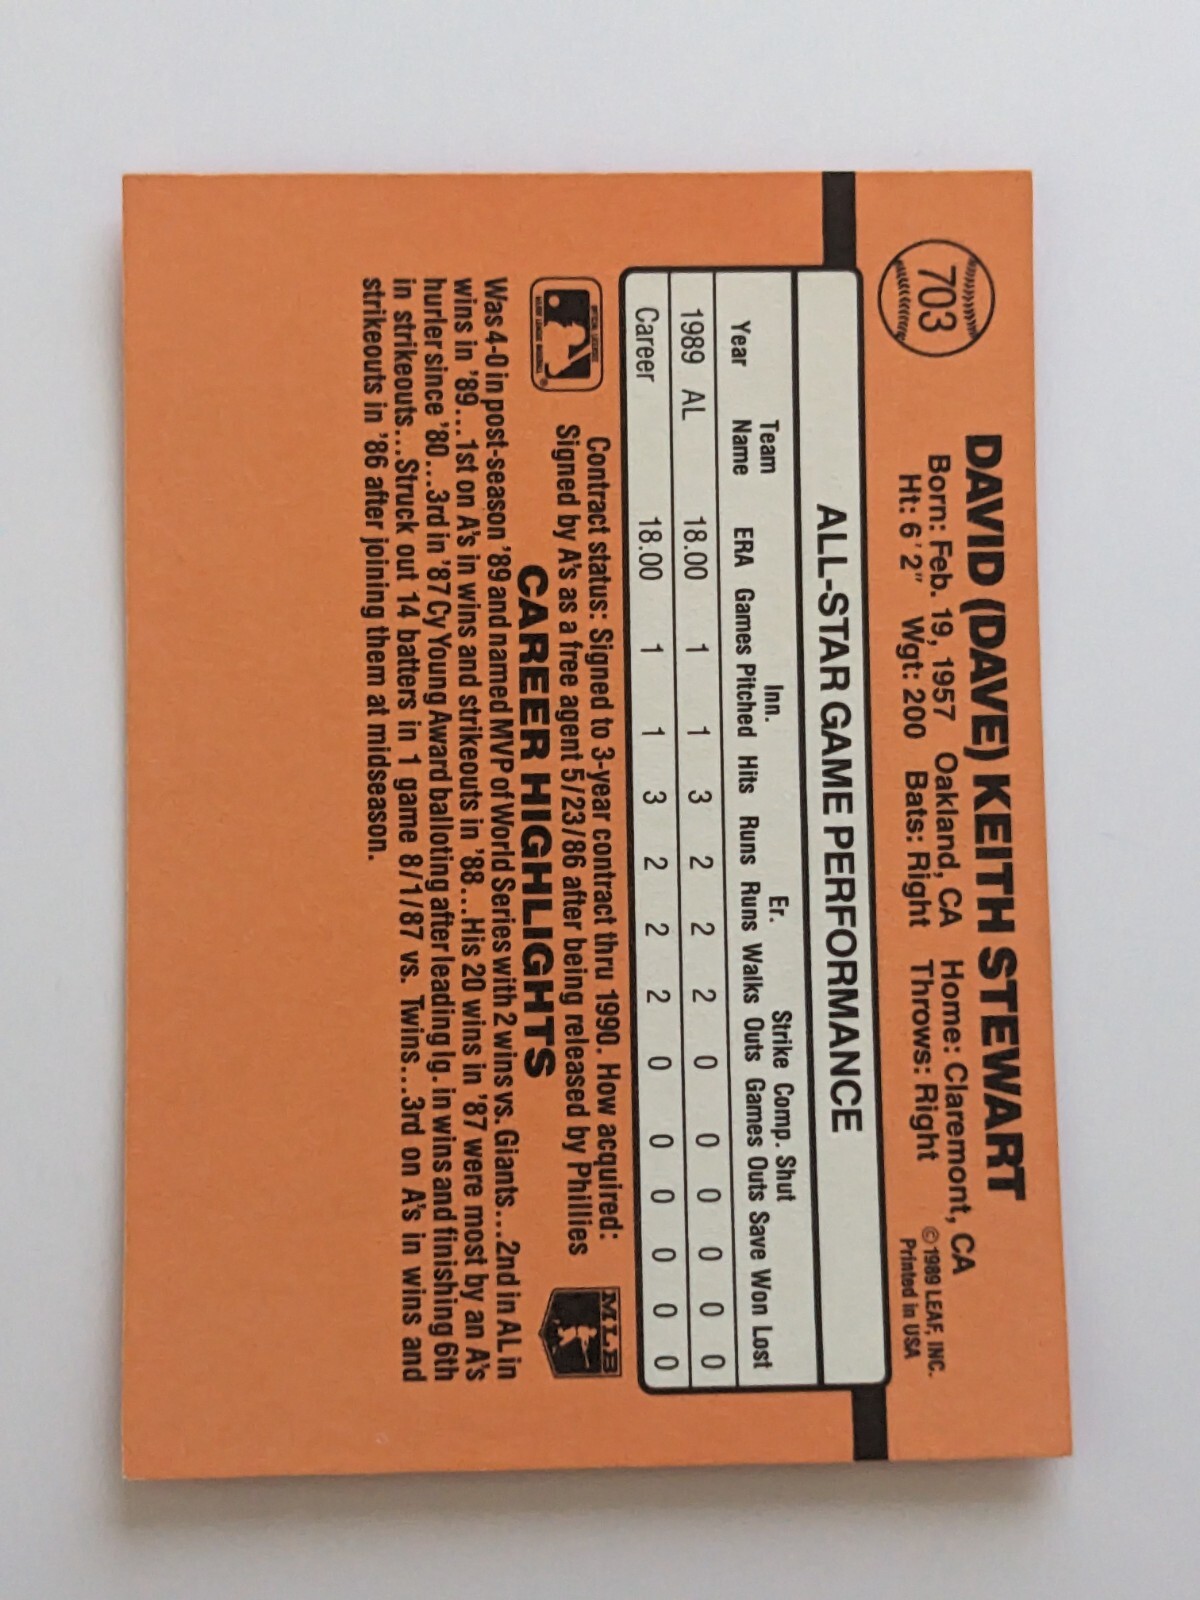 703
DAVID (DAVE) KEITH STEWART
Born: Feb. 19, 1957 Oakland, CA Home: Claremont, CA
Ht: 6'2" Wgt: 200 Bats: Right Throws: Right
©1989 LEAF, INC.
Printed in USA
ALL-STAR GAME PERFORMANCE
Year Team Name ERA Games Inn. Pitched Hits Runs Er. Runs Walks Strike Outs Comp. Games Shut Outs Save Won Lost
1989 AL 18.00 1 1 3 2 2 2 0 0 0 0 0 0
Career 18.00 1 1 3 2 2 2 0 0 0 0 0 0
Contract status: Signed to 3-year contract thru 1990. How acquired:
Signed by A's as a free agent 5/23/86 after being released by Phillies
MLB
CAREER HIGHLIGHTS
Was 4-0 in post-season '89 and named MVP of World Series with 2 wins vs. Giants...2nd in AL in
wins in '89...1st on A's in wins and strikeouts in '88...His 20 wins in '87 were most by an A's
hurler since '80...3rd in '87 Cy Young Award balloting after leading lg. in wins and finishing 6th
in strikeouts...Struck out 14 batters in 1 game 8/1/87 vs. Twins...3rd on A's in wins and
strikeouts in '86 after joining them at midseason.